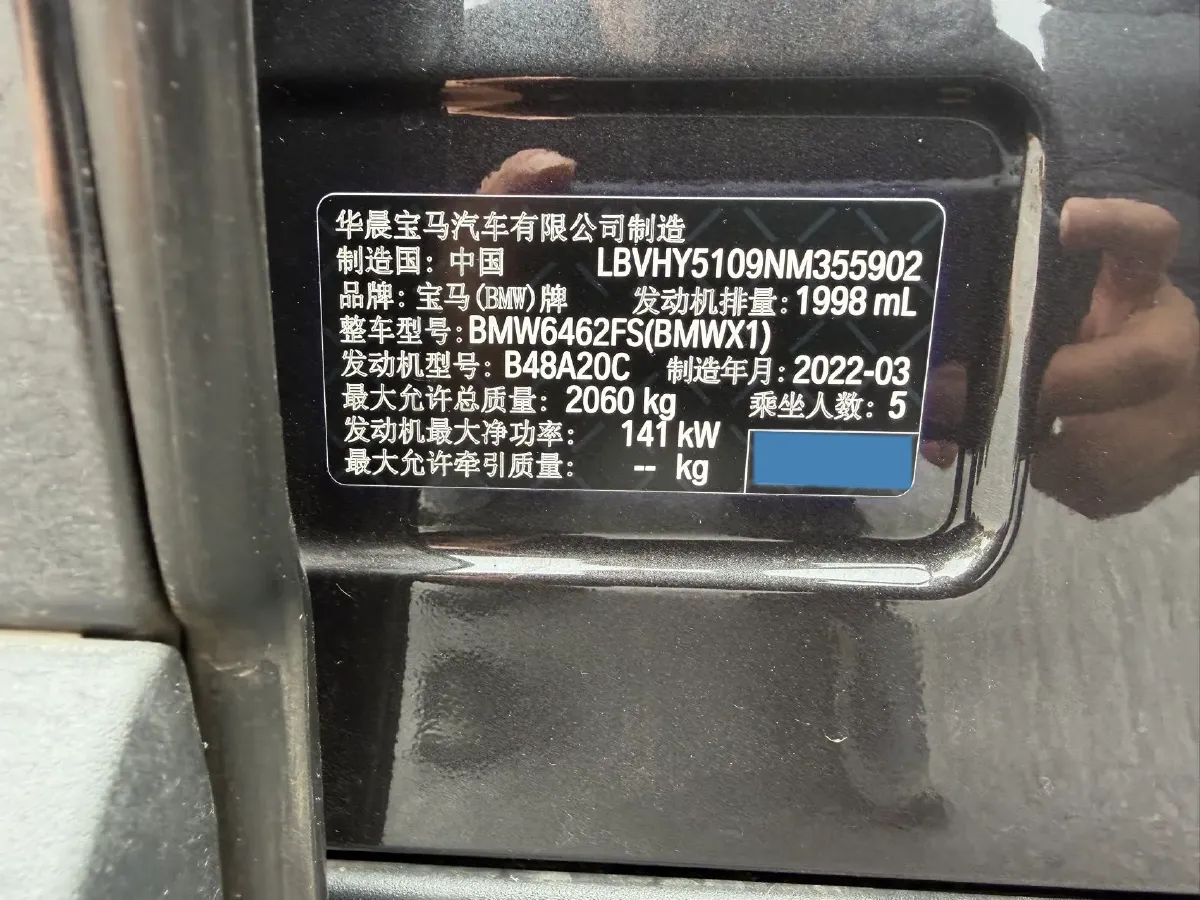 华晨宝马汽车有限公司制造
制造国：中国 LBVHY5109NM355902
品牌：宝马(BMW)牌 发动机排量：1998 mL
整车型号：BMW6462FS(BMWX1)
发动机型号：B48A20C 制造年月：2022-03
最大允许总质量：2060 kg 乘坐人数：5
发动机最大净功率：141 kW
最大允许牵引质量：-- kg